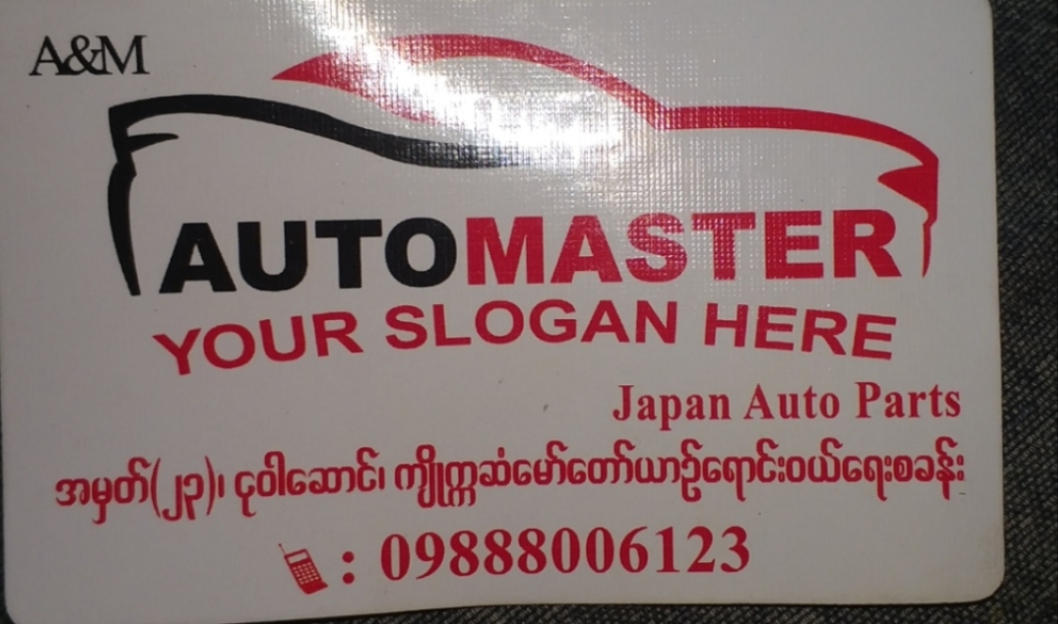 A&M
AUTOMASTER
YOUR SLOGAN HERE
Japan Auto Parts
အမှတ်(၂၃)၊ ငုဝါဆောင်၊ ကျိုက္ကဆံမော်တော်ယာဉ်ရောင်းဝယ်ရေးစခန်း
: 09888006123